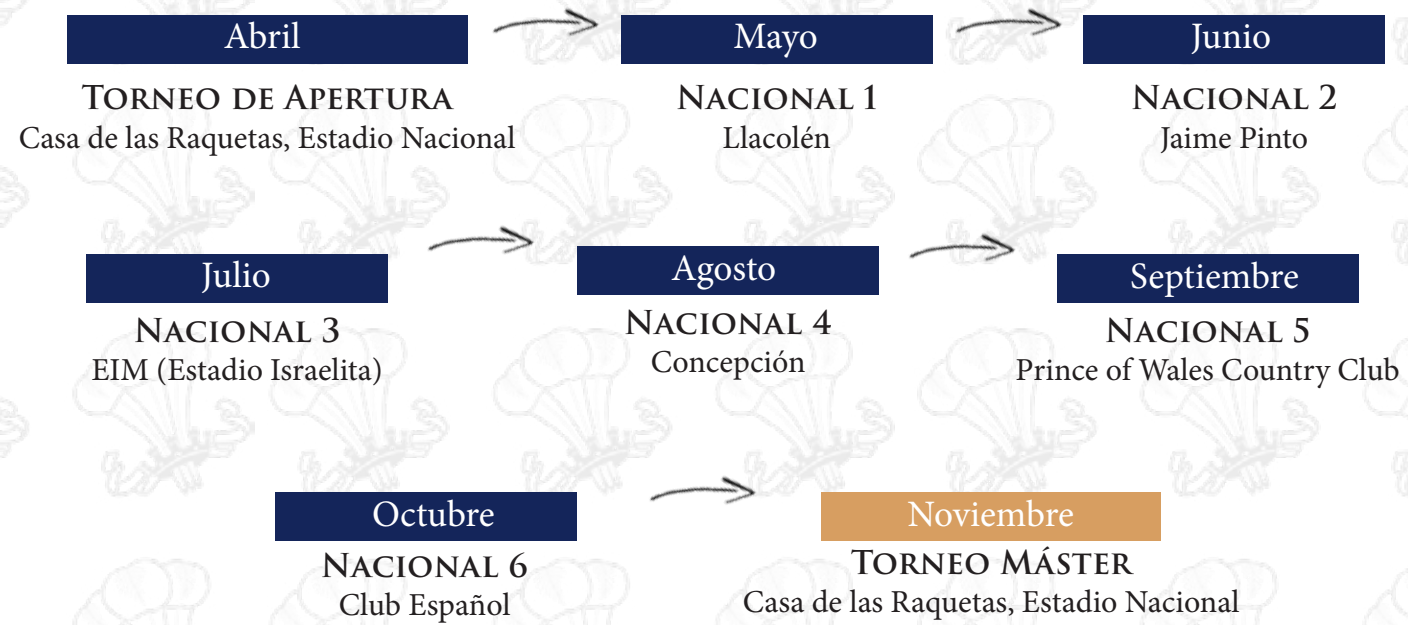 Abril
Torneo de Apertura
Casa de las Raquetas, Estadio Nacional
Mayo
Nacional 1
Llacolén
Junio
Nacional 2
Jaime Pinto
Julio
Nacional 3
EIM (Estadio Israelita)
Agosto
Nacional 4
Concepción
Septiembre
Nacional 5
Prince of Wales Country Club
Octubre
Nacional 6
Club Español
Noviembre
Torneo Máster
Casa de las Raquetas, Estadio Nacional